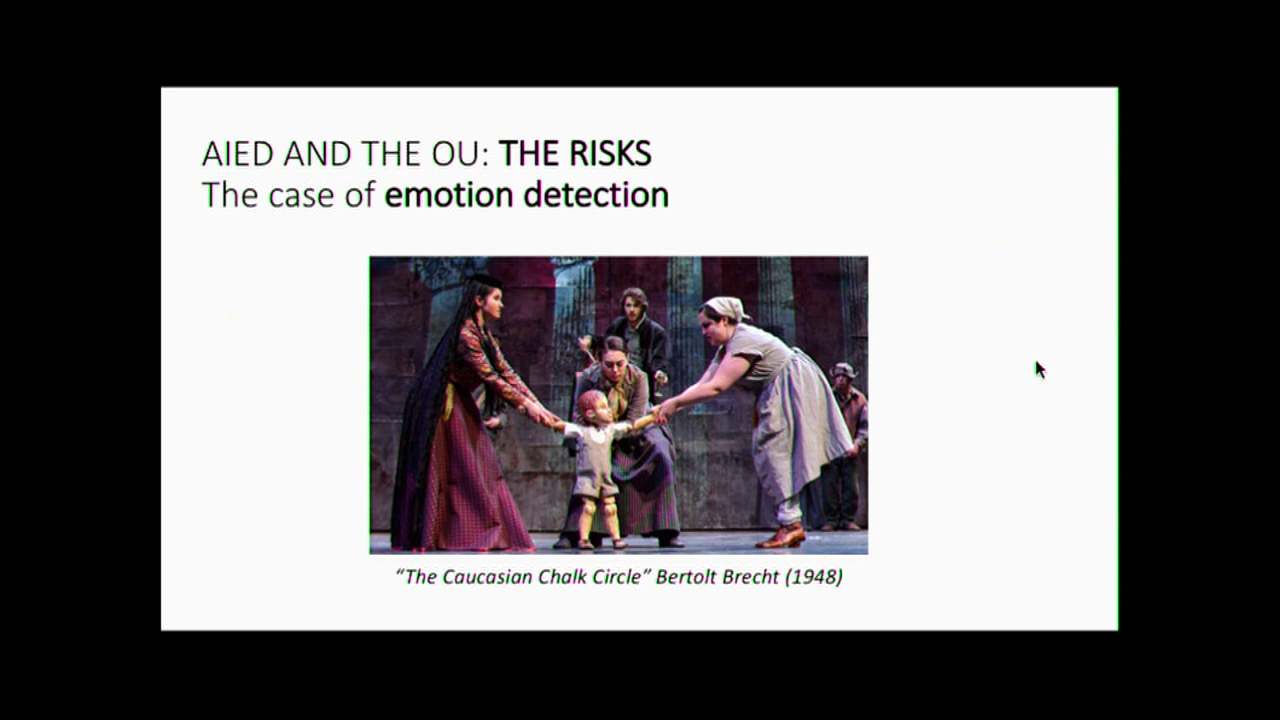 AIED AND THE OU: THE RISKS
The case of emotion detection
“The Caucasian Chalk Circle” Bertolt Brecht (1948)